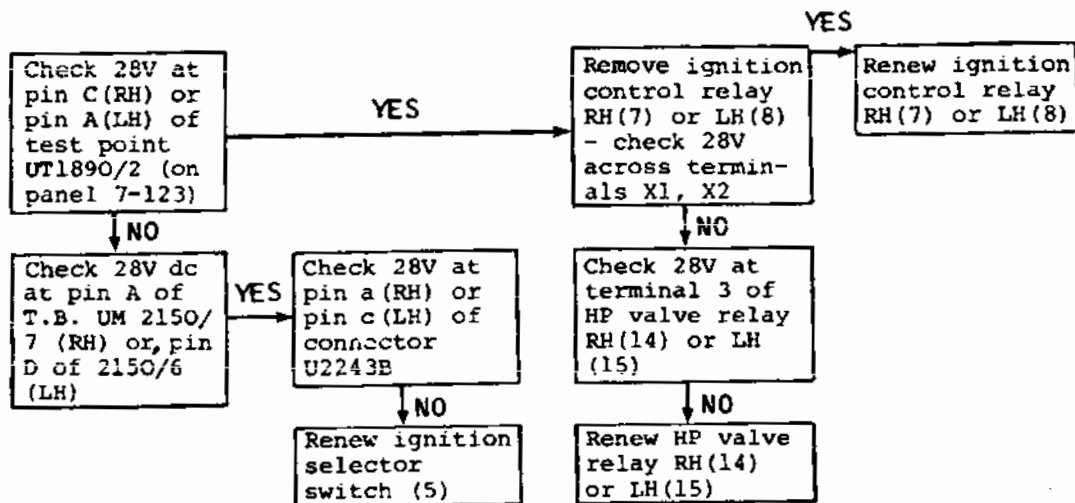 Check 28V at
pin C(RH) or
pin A(LH) of
test point
UT1890/2 (on
panel 7-123)
YES
Remove ignition
control relay
RH(7) or LH(8)
- check 28V
across termin-
als X1, X2
YES
Renew ignition
control relay
RH(7) or LH(8)
NO
Check 28V dc
at pin A of
T.B. UM 2150/
7 (RH) or, pin
D of 2150/6
(LH)
YES
Check 28V at
pin a(RH) or
pin c(LH) of
connector
U2243B
NO
Renew ignition
selector
switch (5)
NO
Check 28V at
terminal 3 of
HP valve relay
RH(14) or LH
(15)
NO
Renew HP valve
relay RH(14)
or LH(15)